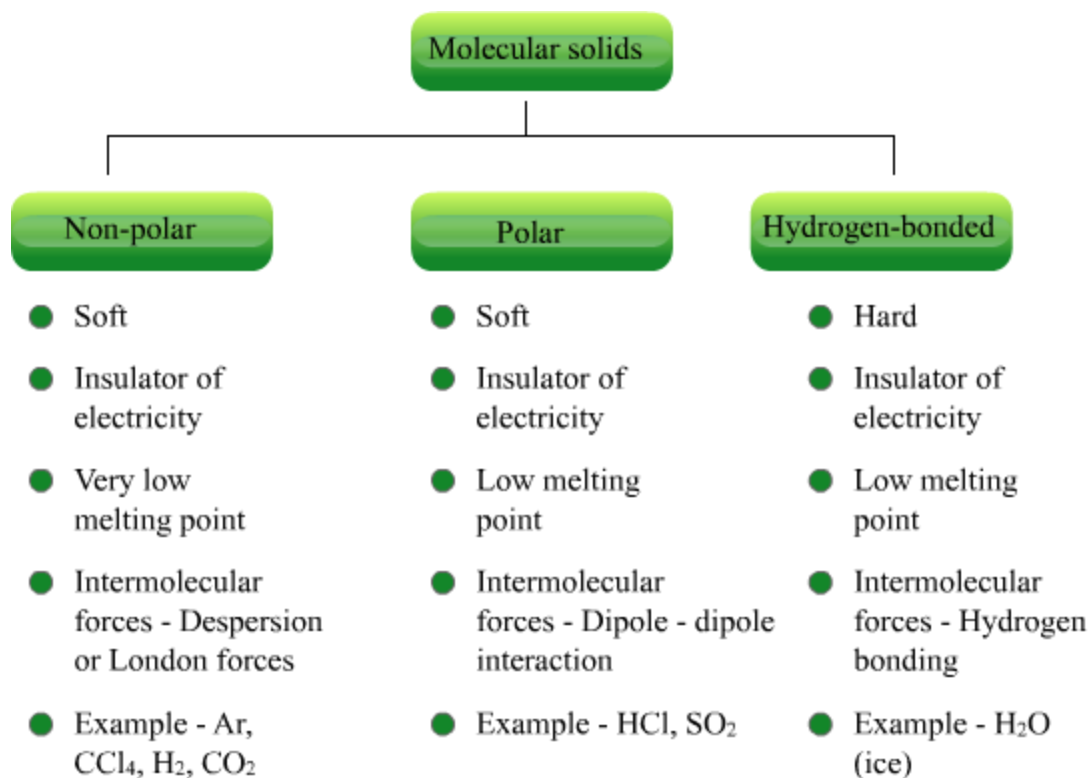 Molecular solids
Non-polar
Soft
Insulator of
electricity
Very low
melting point
Intermolecular
forces - Despersion
or London forces
Example - Ar,
CCl₄, H₂, CO₂
Polar
Soft
Insulator of
electricity
Low melting
point
Intermolecular
forces - Dipole - dipole
interaction
Example - HCl, SO₂
Hydrogen-bonded
Hard
Insulator of
electricity
Low melting
point
Intermolecular
forces - Hydrogen
bonding
Example - H₂O
(ice)